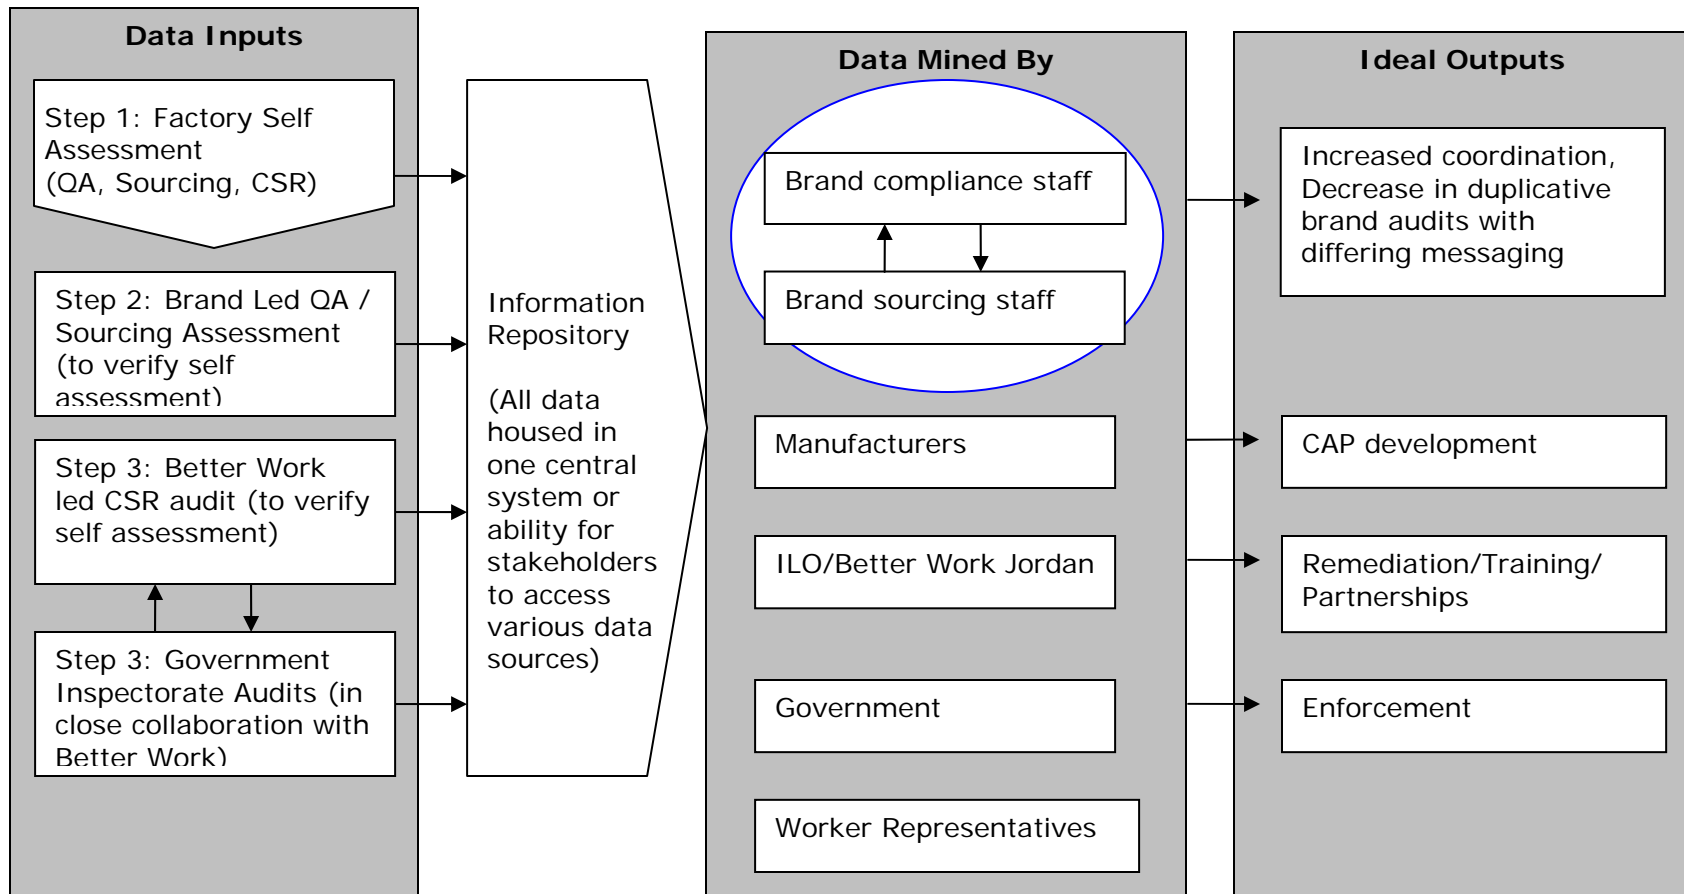 Data Inputs
Step 1: Factory Self
Assessment
(QA, Sourcing, CSR)
Step 2: Brand Led QA /
Sourcing Assessment
(to verify self
assessment)
Step 3: Better Work
led CSR audit (to verify
self assessment)
Step 3: Government
Inspectorate Audits (in
close collaboration with
Better Work)
Information
Repository
(All data
housed in
one central
system or
ability for
stakeholders
to access
various data
sources)
Data Mined By
Brand compliance staff
Brand sourcing staff
Manufacturers
ILO/Better Work Jordan
Government
Worker Representatives
Ideal Outputs
Increased coordination,
Decrease in duplicative
brand audits with
differing messaging
CAP development
Remediation/Training/
Partnerships
Enforcement